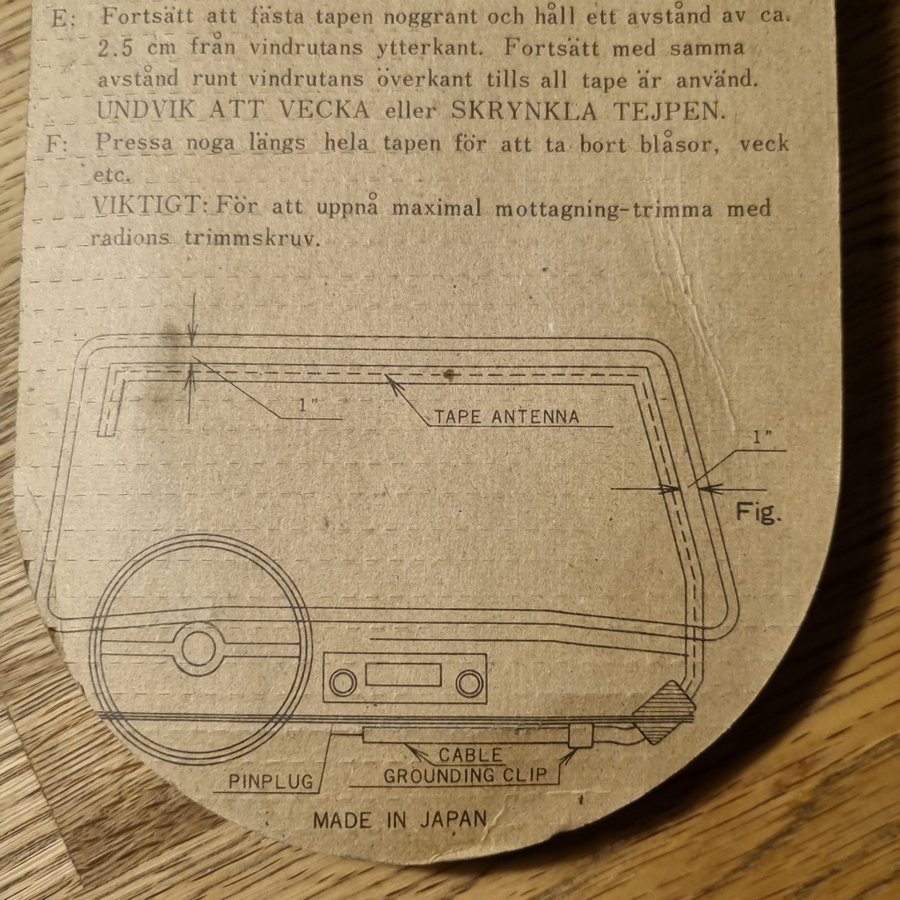 E: Fortsätt att fästa tapen noggrant och håll ett avstånd av ca.
2.5 cm från vindrutans ytterkant. Fortsätt med samma
avstånd runt vindrutans överkant tills all tape är använd.
UNDVIK ATT VECKA eller SKRYNKLA TEJPEN.
F: Pressa noga längs hela tapen för att ta bort blåsor, veck
etc.
VIKTIGT: För att uppnå maximal mottagning-trimma med
radions trimmskruv.
1"
TAPE ANTENNA
1"
Fig.
CABLE
PINPLUG
GROUNDING CLIP
MADE IN JAPAN